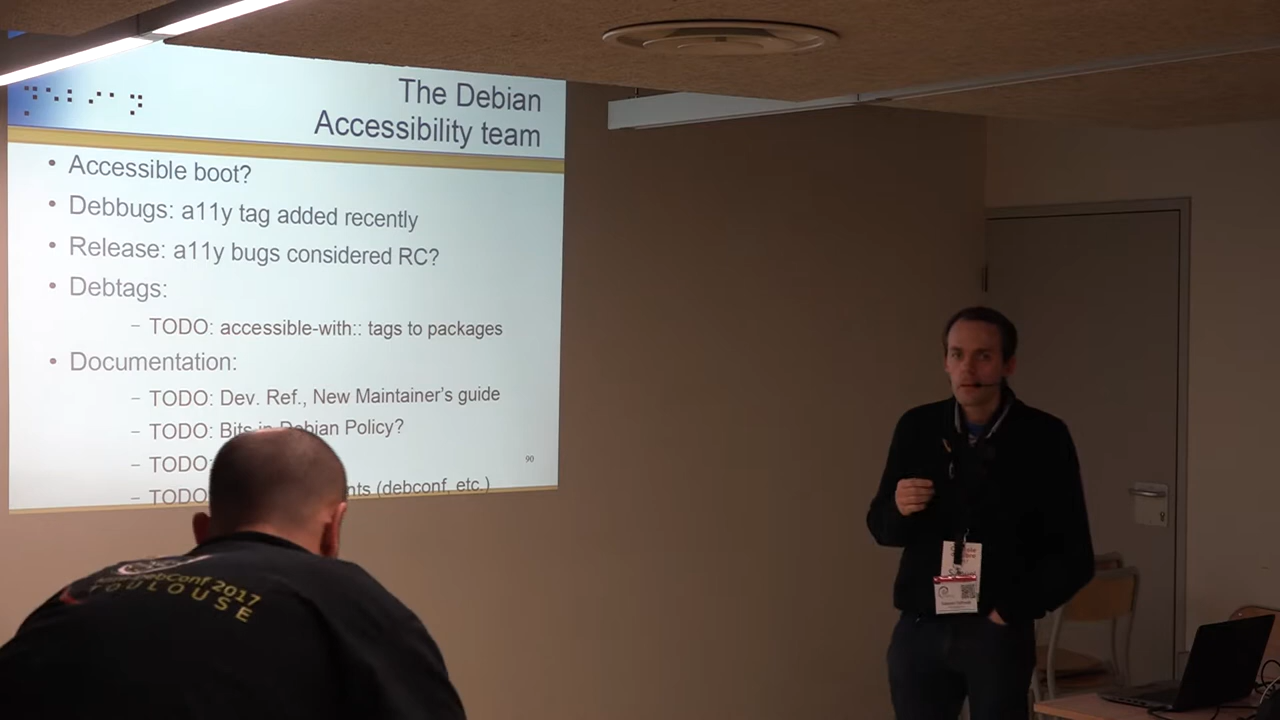 The Debian
Accessibility team
• Accessible boot?
• Debbugs: a11y tag added recently
• Release: a11y bugs considered RC?
• Debtags:
– TODO: accessible-with:: tags to packages
• Documentation:
– TODO: Dev. Ref., New Maintainer's guide
– TODO: Bits in Debian Policy?
– TODO:
– TODO: (debconf, etc.)
90
MiniDebConf 2017
TOULOUSE